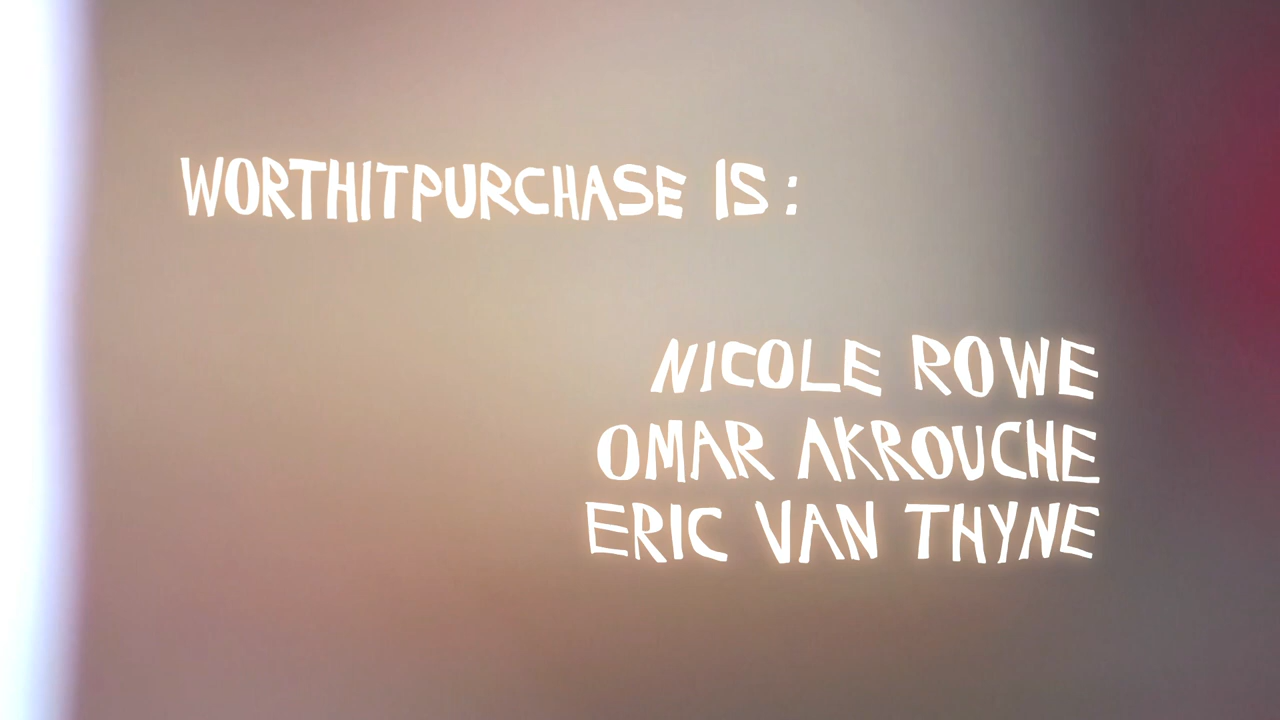 WORTHITPURCHASE IS:
NICOLE ROWE
OMAR AKROUCHE
ERIC VAN THYNE